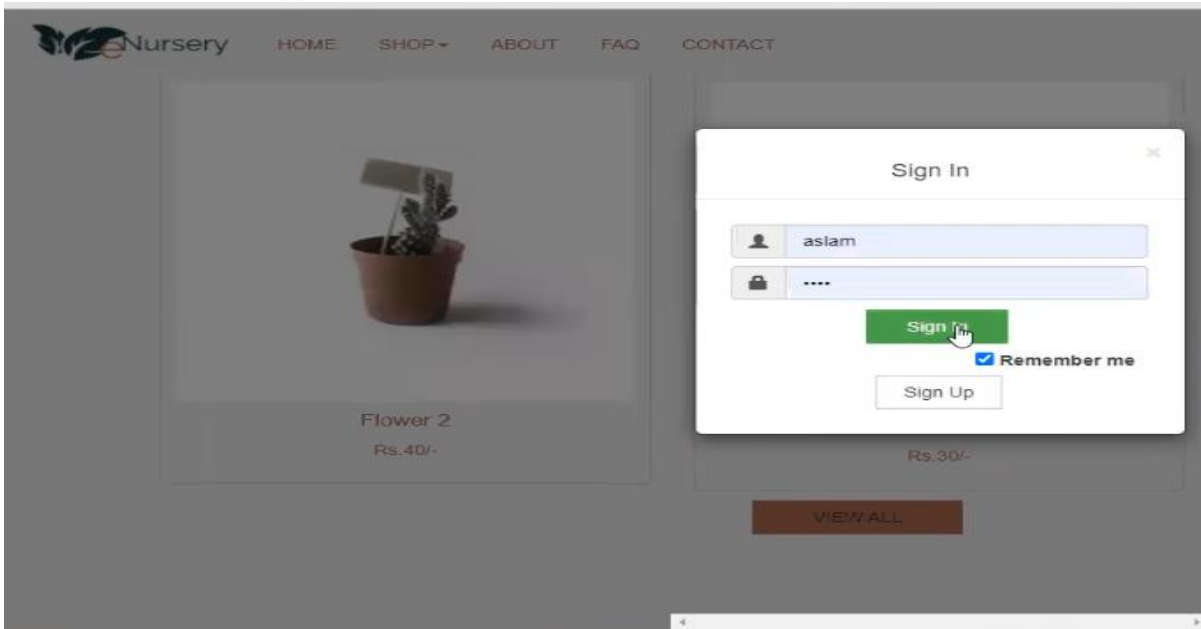 eNursery HOME SHOP ABOUT FAQ CONTACT
Sign In
aslam
••••
Sign In
Remember me
Sign Up
Flower 2
Rs.40/-
Rs.30/-
VIEW ALL